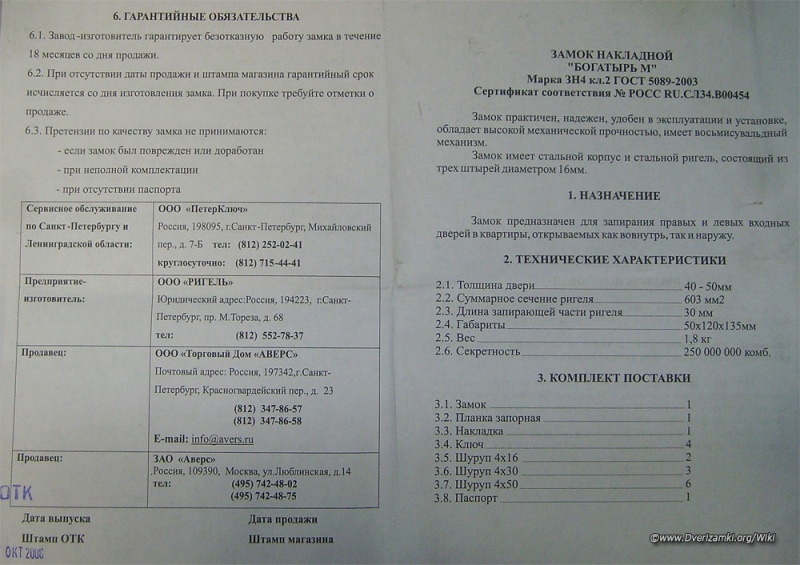 6. ГАРАНТИЙНЫЕ ОБЯЗАТЕЛЬСТВА
6.1. Завод-изготовитель гарантирует безотказную работу замка в течение
18 месяцев со дня продажи.
6.2. При отсутствии даты продажи и штампа магазина гарантийный срок
исчисляется со дня изготовления замка. При покупке требуйте отметки о
продаже.
6.3. Претензии по качеству замка не принимаются:
- если замок был поврежден или доработан
- при неполной комплектации
- при отсутствии паспорта
Сервисное обслуживание
по Санкт-Петербургу и
Ленинградской области:
ООО «ПетерКлюч»
Россия, 198095, г.Санкт-Петербург, Михайловский
пер., д. 7-Б тел: (812) 252-02-41
круглосуточно: (812) 715-44-41
Предприятие-
изготовитель:
ООО «РИГЕЛЬ»
Юридический адрес:Россия, 194223, г.Санкт-
Петербург, пр. М.Тореза, д. 68
тел: (812) 552-78-37
Продавец:
ООО «Торговый Дом «АВЕРС»
Почтовый адрес: Россия, 197342,г.Санкт-
Петербург, Красногвардейский пер., д. 23
(812) 347-86-57
(812) 347-86-58
E-mail: info@avers.ru
Продавец:
ЗАО «Аверс»
Россия, 109390, Москва, ул.Люблинская, д.14
тел: (495) 742-48-02
(495) 742-48-75
ОТК
Дата выпуска Дата продажи
Штамп ОТК Штамп магазина
ОКТ 2008
ЗАМОК НАКЛАДНОЙ
"БОГАТЫРЬ М"
Марка ЗН4 кл.2 ГОСТ 5089-2003
Сертификат соответствия № РОСС RU.СЛ34.В00454
Замок практичен, надежен, удобен в эксплуатации и установке,
обладает высокой механической прочностью, имеет восьмисувальдный
механизм.
Замок имеет стальной корпус и стальной ригель, состоящий из
трех штырей диаметром 16мм.
1. НАЗНАЧЕНИЕ
Замок предназначен для запирания правых и левых входных
дверей в квартиры, открываемых как вовнутрь, так и наружу.
2. ТЕХНИЧЕСКИЕ ХАРАКТЕРИСТИКИ
2.1. Толщина двери 40 - 50мм
2.2. Суммарное сечение ригеля 603 мм2
2.3. Длина запирающей части ригеля 30 мм
2.4. Габариты 50х120х135мм
2.5. Вес 1,8 кг
2.6. Секретность 250 000 000 комб.
3. КОМПЛЕКТ ПОСТАВКИ
3.1. Замок 1
3.2. Планка запорная 1
3.3. Накладка 1
3.4. Ключ 4
3.5. Шуруп 4х16 2
3.6. Шуруп 4х30 3
3.7. Шуруп 4х50 6
3.8. Паспорт 1
©www.Dverizamki.org/Wiki